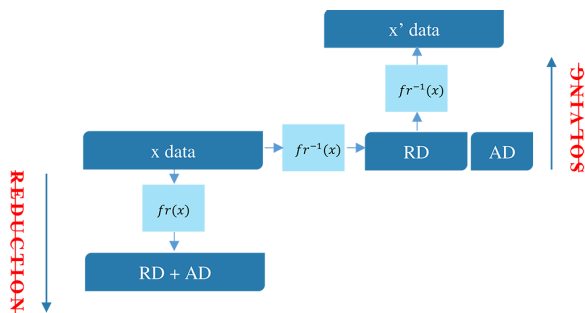 x' data
fr⁻¹(x)
SOLVING
x data
fr⁻¹(x)
RD
AD
fr(x)
REDUCTION
RD + AD